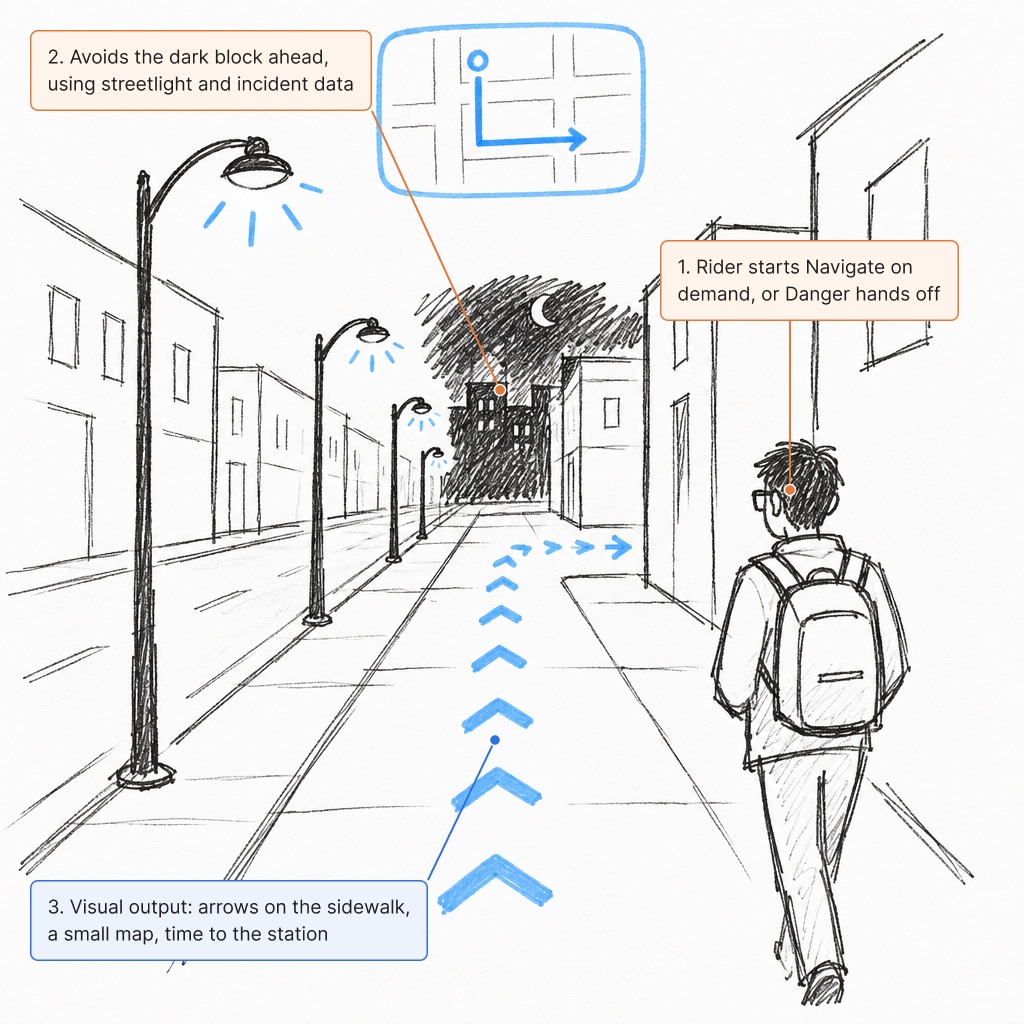 2. Avoids the dark block ahead,
using streetlight and incident data
1. Rider starts Navigate on
demand, or Danger hands off
3. Visual output: arrows on the sidewalk,
a small map, time to the station